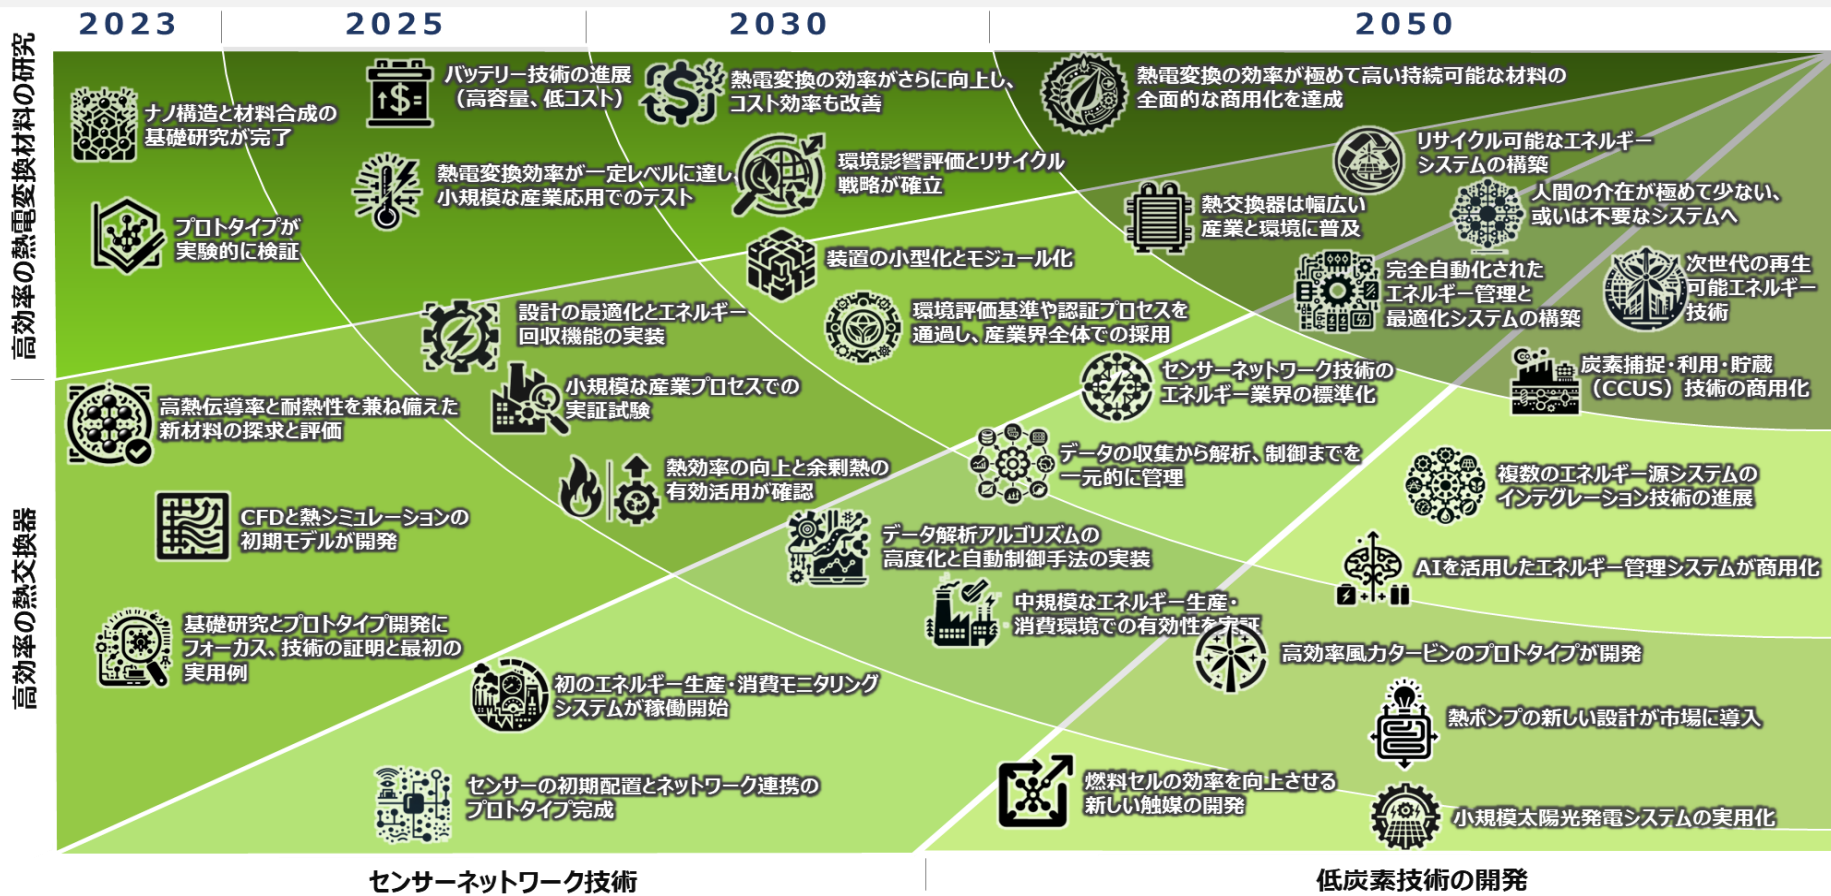 2023
2025
2030
2050
高効率の熱電変換材料の研究
高効率の熱交換器
ナノ構造と材料合成の
基礎研究が完了
プロトタイプが
実験的に検証
バッテリー技術の進展
（高容量、低コスト）
熱電変換効率が一定レベルに達し、
小規模な産業応用でのテスト
熱電変換の効率がさらに向上し、
コスト効率も改善
環境影響評価とリサイクル
戦略が確立
熱電変換の効率が極めて高い持続可能な材料の
全面的な商用化を達成
リサイクル可能なエネルギー
システムの構築
熱交換器は幅広い
産業と環境に普及
人間の介在が極めて少ない、
或いは不要なシステムへ
装置の小型化とモジュール化
設計の最適化とエネルギー
回収機能の実装
環境評価基準や認証プロセスを
通過し、産業界全体での採用
完全自動化された
エネルギー管理と
最適化システムの構築
次世代の再生
可能エネルギー
技術
小規模な産業プロセスでの
実証試験
センサーネットワーク技術の
エネルギー業界の標準化
炭素捕捉・利用・貯蔵
（CCUS）技術の商用化
高熱伝導率と耐熱性を兼ね備えた
新材料の探求と評価
熱効率の向上と余剰熱の
有効活用が確認
データの収集から解析、制御までを
一元的に管理
複数のエネルギー源システムの
インテグレーション技術の進展
CFDと熱シミュレーションの
初期モデルが開発
データ解析アルゴリズムの
高度化と自動制御手法の実装
AIを活用したエネルギー管理システムが商用化
基礎研究とプロトタイプ開発に
フォーカス、技術の証明と最初の
実用例
中規模なエネルギー生産・
消費環境での有効性を実証
高効率風力タービンのプロトタイプが開発
初のエネルギー生産・消費モニタリング
システムが稼働開始
熱ポンプの新しい設計が市場に導入
センサーの初期配置とネットワーク連携の
プロトタイプ完成
燃料セルの効率を向上させる
新しい触媒の開発
小規模太陽光発電システムの実用化
センサーネットワーク技術
低炭素技術の開発